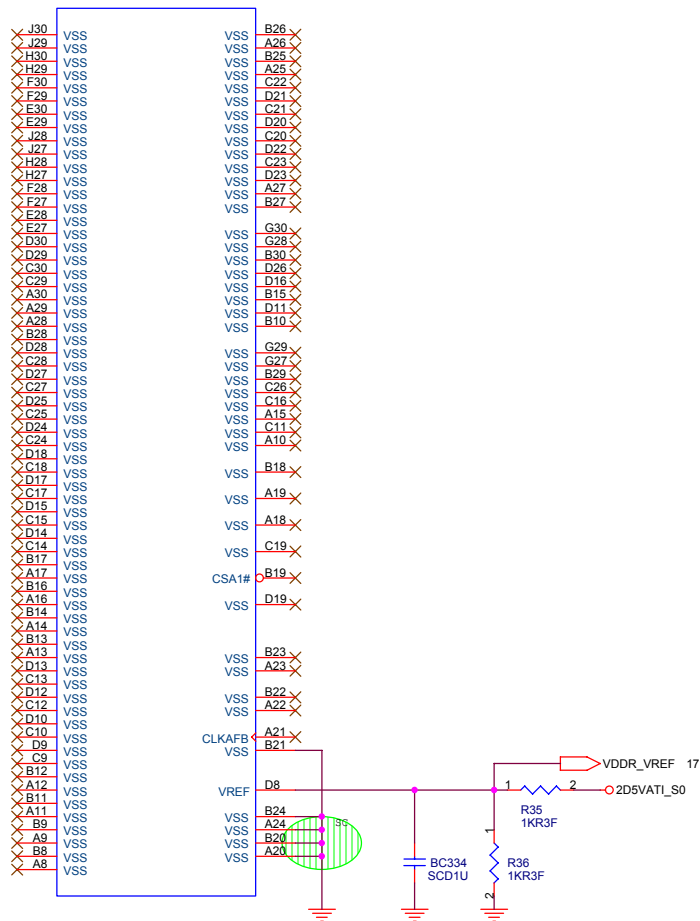 J30 VSS VSS B26
J29 VSS VSS A26
H30 VSS VSS B25
H29 VSS VSS A25
F30 VSS VSS C22
F29 VSS VSS D21
E30 VSS VSS C21
E29 VSS VSS D20
J28 VSS VSS C20
J27 VSS VSS D22
H28 VSS VSS C23
H27 VSS VSS D23
F28 VSS VSS A27
F27 VSS VSS B27
E28 VSS
E27 VSS VSS G30
D30 VSS VSS G28
D29 VSS VSS B30
C30 VSS VSS D26
C29 VSS VSS D16
A30 VSS VSS B15
A29 VSS VSS D11
A28 VSS VSS B10
B28 VSS
D28 VSS VSS G29
C28 VSS VSS G27
D27 VSS VSS B29
C27 VSS VSS C26
D25 VSS VSS C16
C25 VSS VSS A15
D24 VSS VSS C11
C24 VSS VSS A10
D18 VSS
C18 VSS VSS B18
D17 VSS
C17 VSS VSS A19
D15 VSS
C15 VSS VSS A18
D14 VSS
C14 VSS VSS C19
B17 VSS
A17 VSS CSA1# B19
B16 VSS
A16 VSS VSS D19
B14 VSS
A14 VSS
B13 VSS
A13 VSS VSS B23
D13 VSS VSS A23
C13 VSS
D12 VSS VSS B22
C12 VSS VSS A22
D10 VSS
C10 VSS CLKAFB A21
D9 VSS VSS B21
C9 VSS
VDDR_VREF 17
B12 VSS
A12 VSS VREF D8
1 2 2D5VATI_S0
R35
1KR3F
B11 VSS
A11 VSS VSS B24
SC
B9 VSS VSS A24
1
A9 VSS VSS B20
B8 VSS VSS A20
A8 VSS
BC334
SCD1U
R36
1KR3F
2